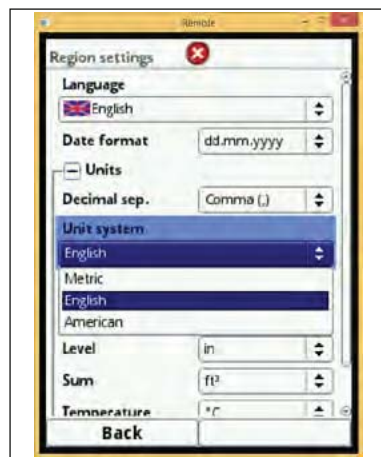 Remote
Region settings
Language
English
Date format dd.mm.yyyy
Units
Decimal sep. Comma (,)
Unit system
English
Metric
English
American
Level in
Sum ft³
Temperature °C
Back